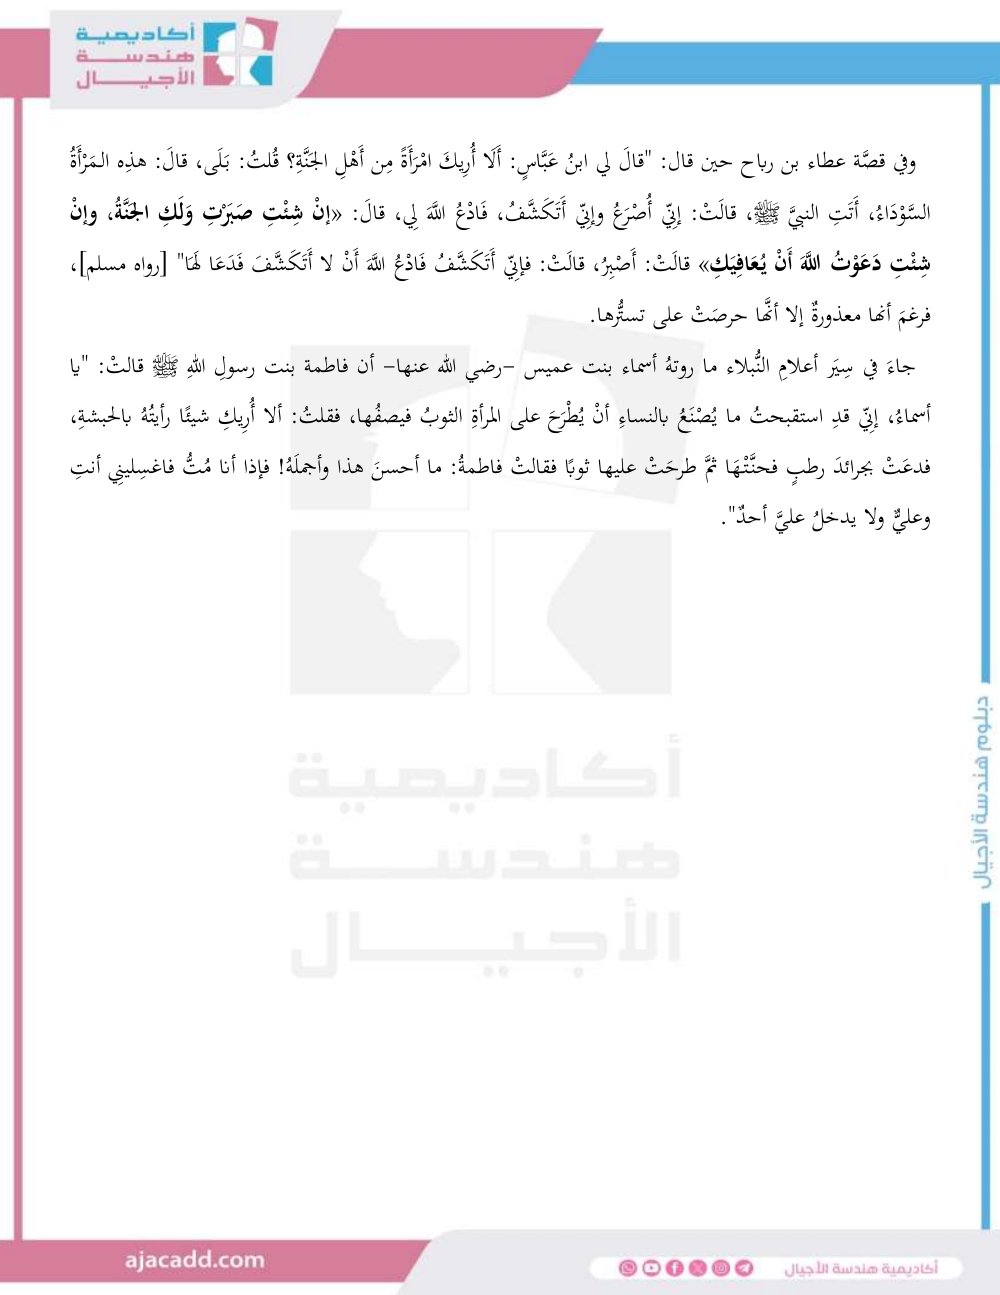 أكاديمية
هندسة
الأجيال
وفي قصَّة عطاء بن رباح حين قال: "قالَ لي ابنُ عَبَّاسٍ: أَلَا أُرِيكَ امْرَأَةً مِن أَهْلِ الجَنَّةِ؟ قُلتُ: بَلَى، قالَ: هذِه المَرْأَةُ
السَّوْدَاءُ، أَتَتِ النبيَّ ﷺ، قالَتْ: إنِّي أُصْرَعُ وإنِّي أَتَكَشَّفُ، فَادْعُ اللَّهَ لِي، قالَ: «إنْ شِئْتِ صَبَرْتِ وَلَكِ الجَنَّةُ، وإنْ
شِئْتِ دَعَوْتُ اللَّهَ أَنْ يُعَافِيَكِ» قالَتْ: أَصْبِرُ، قالَتْ: فإنِّي أَتَكَشَّفُ فَادْعُ اللَّهَ أَنْ لا أَتَكَشَّفَ فَدَعَا لَهَا" [رواه مسلم]،
فرغمَ أنها معذورةٌ إلا أنَّها حرصَتْ على تستُّرها.
جاءَ في سِيَر أعلامِ النُّبلاء ما روتهُ أسماء بنت عميس –رضي الله عنها– أن فاطمة بنت رسولِ اللهِ ﷺ قالتْ: "يا
أسماءُ، إنِّي قدِ استقبحتُ ما يُصْنَعُ بالنساءِ أنْ يُطْرَحَ على المرأةِ الثوبُ فيصفُها، فقلتُ: ألا أُرِيكِ شيئًا رأيتُهُ بالحبشةِ،
فدعَتْ بجرائدَ رطبٍ فحنَّتْهَا ثمَّ طرحَتْ عليها ثوبًا فقالتْ فاطمةُ: ما أحسنَ هذا وأجملَهُ! فإذا أنا مُتُّ فاغسِليني أنتِ
وعليٌّ ولا يدخلُ عليَّ أحدٌ".
أكاديمية
هندسة
الأجيال
دبلوم هندسة الأجيال
أكاديمية هندسة الأجيال
ajacadd.com